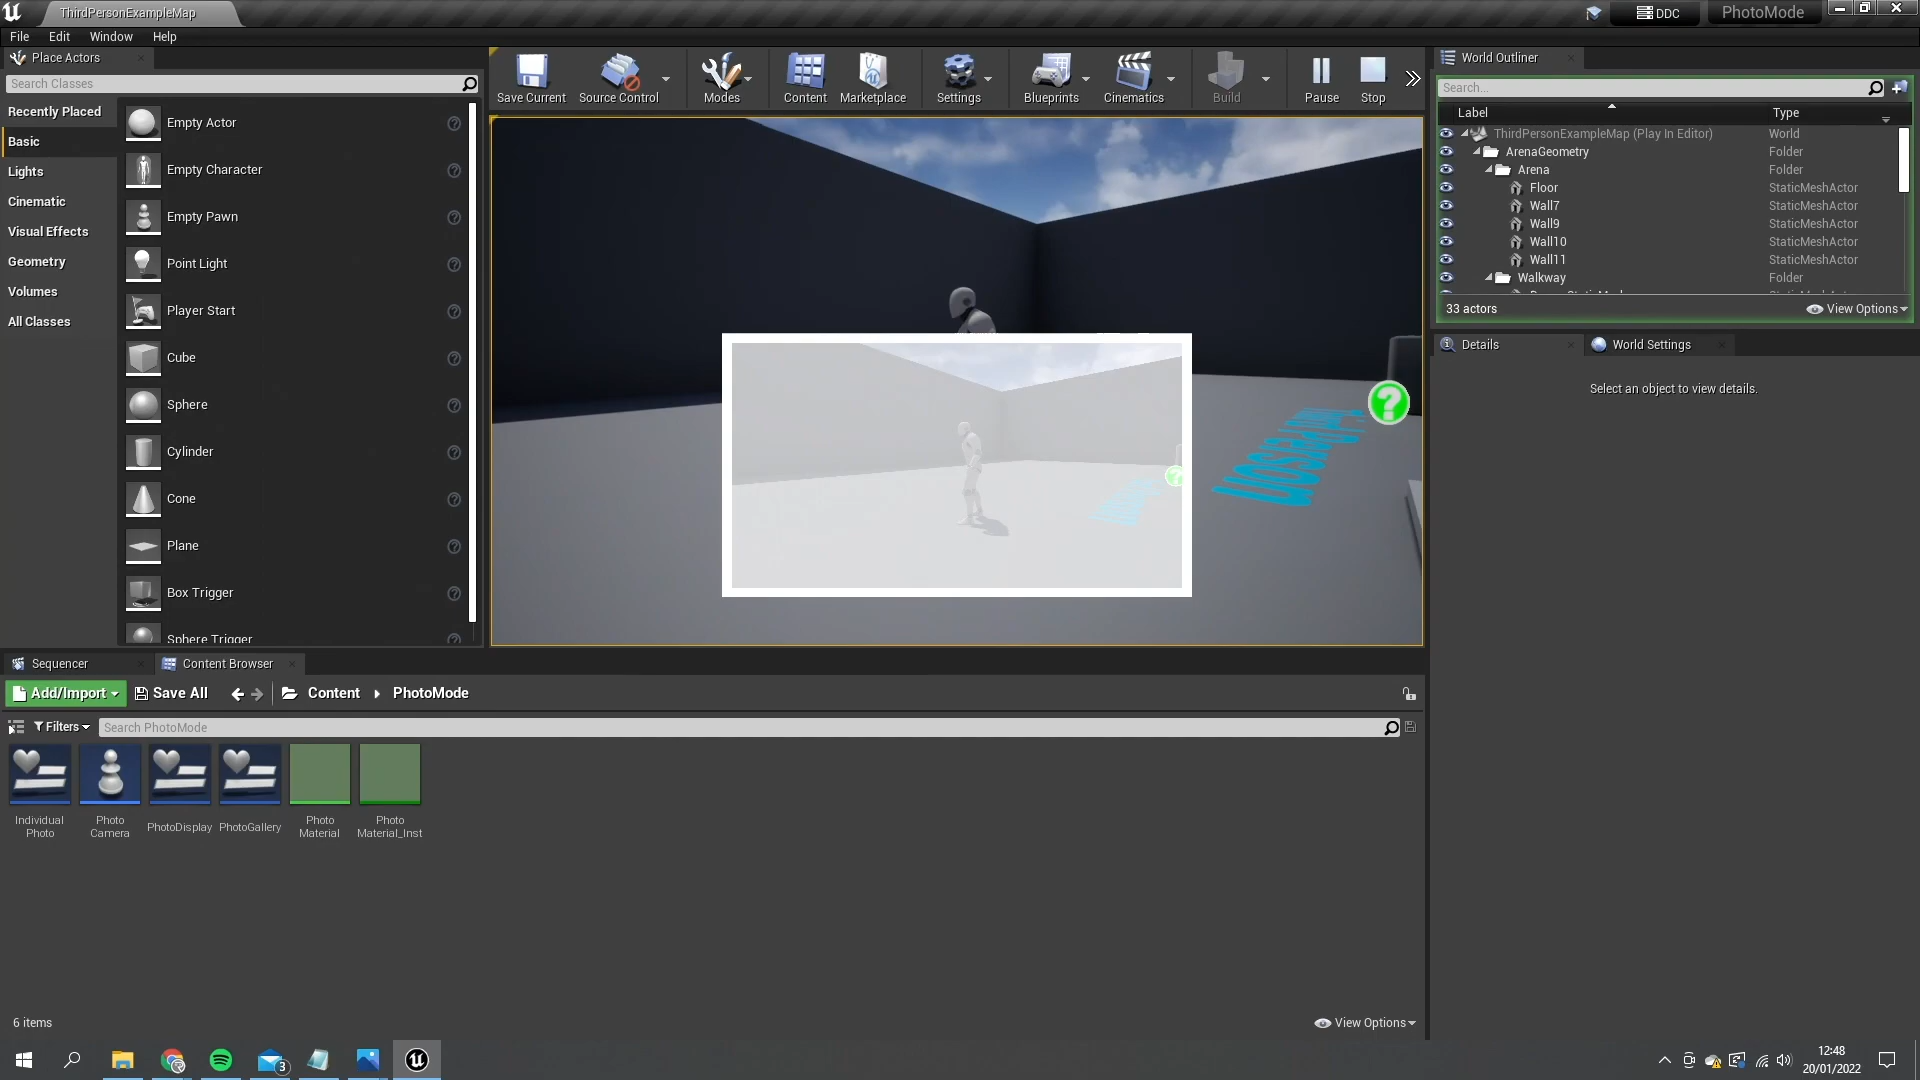 ThirdPersonExampleMap
DDC
PhotoMode
File Edit Window Help
Place Actors
Search Classes
Recently Placed
Basic
Lights
Cinematic
Visual Effects
Geometry
Volumes
All Classes
Empty Actor
Empty Character
Empty Pawn
Point Light
Player Start
Cube
Sphere
Cylinder
Cone
Plane
Box Trigger
Sphere Trigger
Save Current Source Control Modes Content Marketplace Settings Blueprints Cinematics Build Pause Stop
World Outliner
Search...
Label Type
ThirdPersonExampleMap (Play In Editor) World
ArenaGeometry Folder
Arena Folder
Floor StaticMeshActor
Wall7 StaticMeshActor
Wall9 StaticMeshActor
Wall10 StaticMeshActor
Wall11 StaticMeshActor
Walkway Folder
33 actors View Options
Details World Settings
Select an object to view details.
Sequencer Content Browser
Add/Import Save All Content PhotoMode
Filters Search PhotoMode
Individual Photo
Photo Camera
PhotoDisplay
PhotoGallery
Photo Material
Photo Material_Inst
6 items View Options
3
12:48
20/01/2022